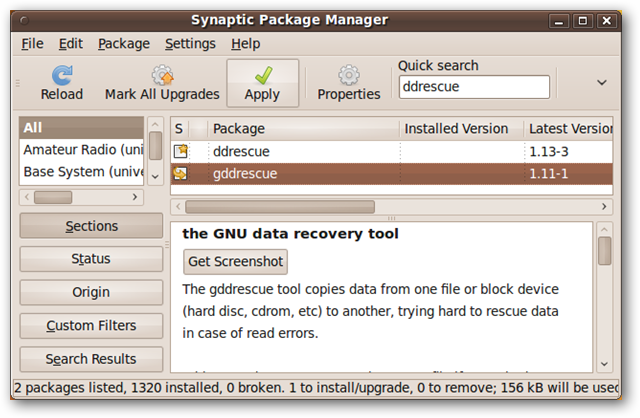 Synaptic Package Manager
File Edit Package Settings Help
Quick search
Reload Mark All Upgrades Apply Properties ddrescue
All
Amateur Radio (uni
Base System (unive
S Package Installed Version Latest Version
ddrescue 1.13-3
gddrescue 1.11-1
Sections
Status
Origin
Custom Filters
Search Results
the GNU data recovery tool
Get Screenshot
The gddrescue tool copies data from one file or block device
(hard disc, cdrom, etc) to another, trying hard to rescue data
in case of read errors.
2 packages listed, 1320 installed, 0 broken. 1 to install/upgrade, 0 to remove; 156 kB will be used